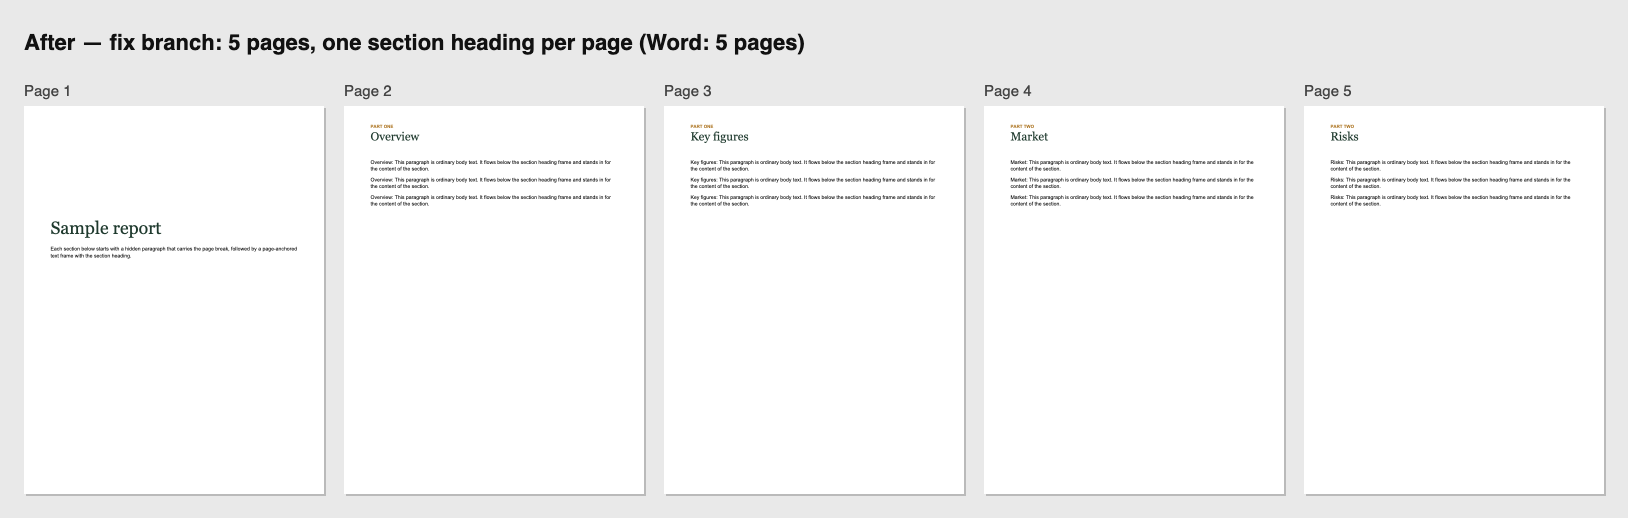 After — fix branch: 5 pages, one section heading per page (Word: 5 pages)
Page 1
Sample report
Each section below starts with a hidden paragraph that carries the page break, followed by a page-anchored
text frame with the section heading.
Page 2
PART ONE
Overview
Overview: This paragraph is ordinary body text. It flows below the section heading frame and stands in for
the content of the section.
Overview: This paragraph is ordinary body text. It flows below the section heading frame and stands in for
the content of the section.
Overview: This paragraph is ordinary body text. It flows below the section heading frame and stands in for
the content of the section.
Page 3
PART ONE
Key figures
Key figures: This paragraph is ordinary body text. It flows below the section heading frame and stands in for
the content of the section.
Key figures: This paragraph is ordinary body text. It flows below the section heading frame and stands in for
the content of the section.
Key figures: This paragraph is ordinary body text. It flows below the section heading frame and stands in for
the content of the section.
Page 4
PART TWO
Market
Market: This paragraph is ordinary body text. It flows below the section heading frame and stands in for the
content of the section.
Market: This paragraph is ordinary body text. It flows below the section heading frame and stands in for the
content of the section.
Market: This paragraph is ordinary body text. It flows below the section heading frame and stands in for the
content of the section.
Page 5
PART TWO
Risks
Risks: This paragraph is ordinary body text. It flows below the section heading frame and stands in for the
content of the section.
Risks: This paragraph is ordinary body text. It flows below the section heading frame and stands in for the
content of the section.
Risks: This paragraph is ordinary body text. It flows below the section heading frame and stands in for the
content of the section.